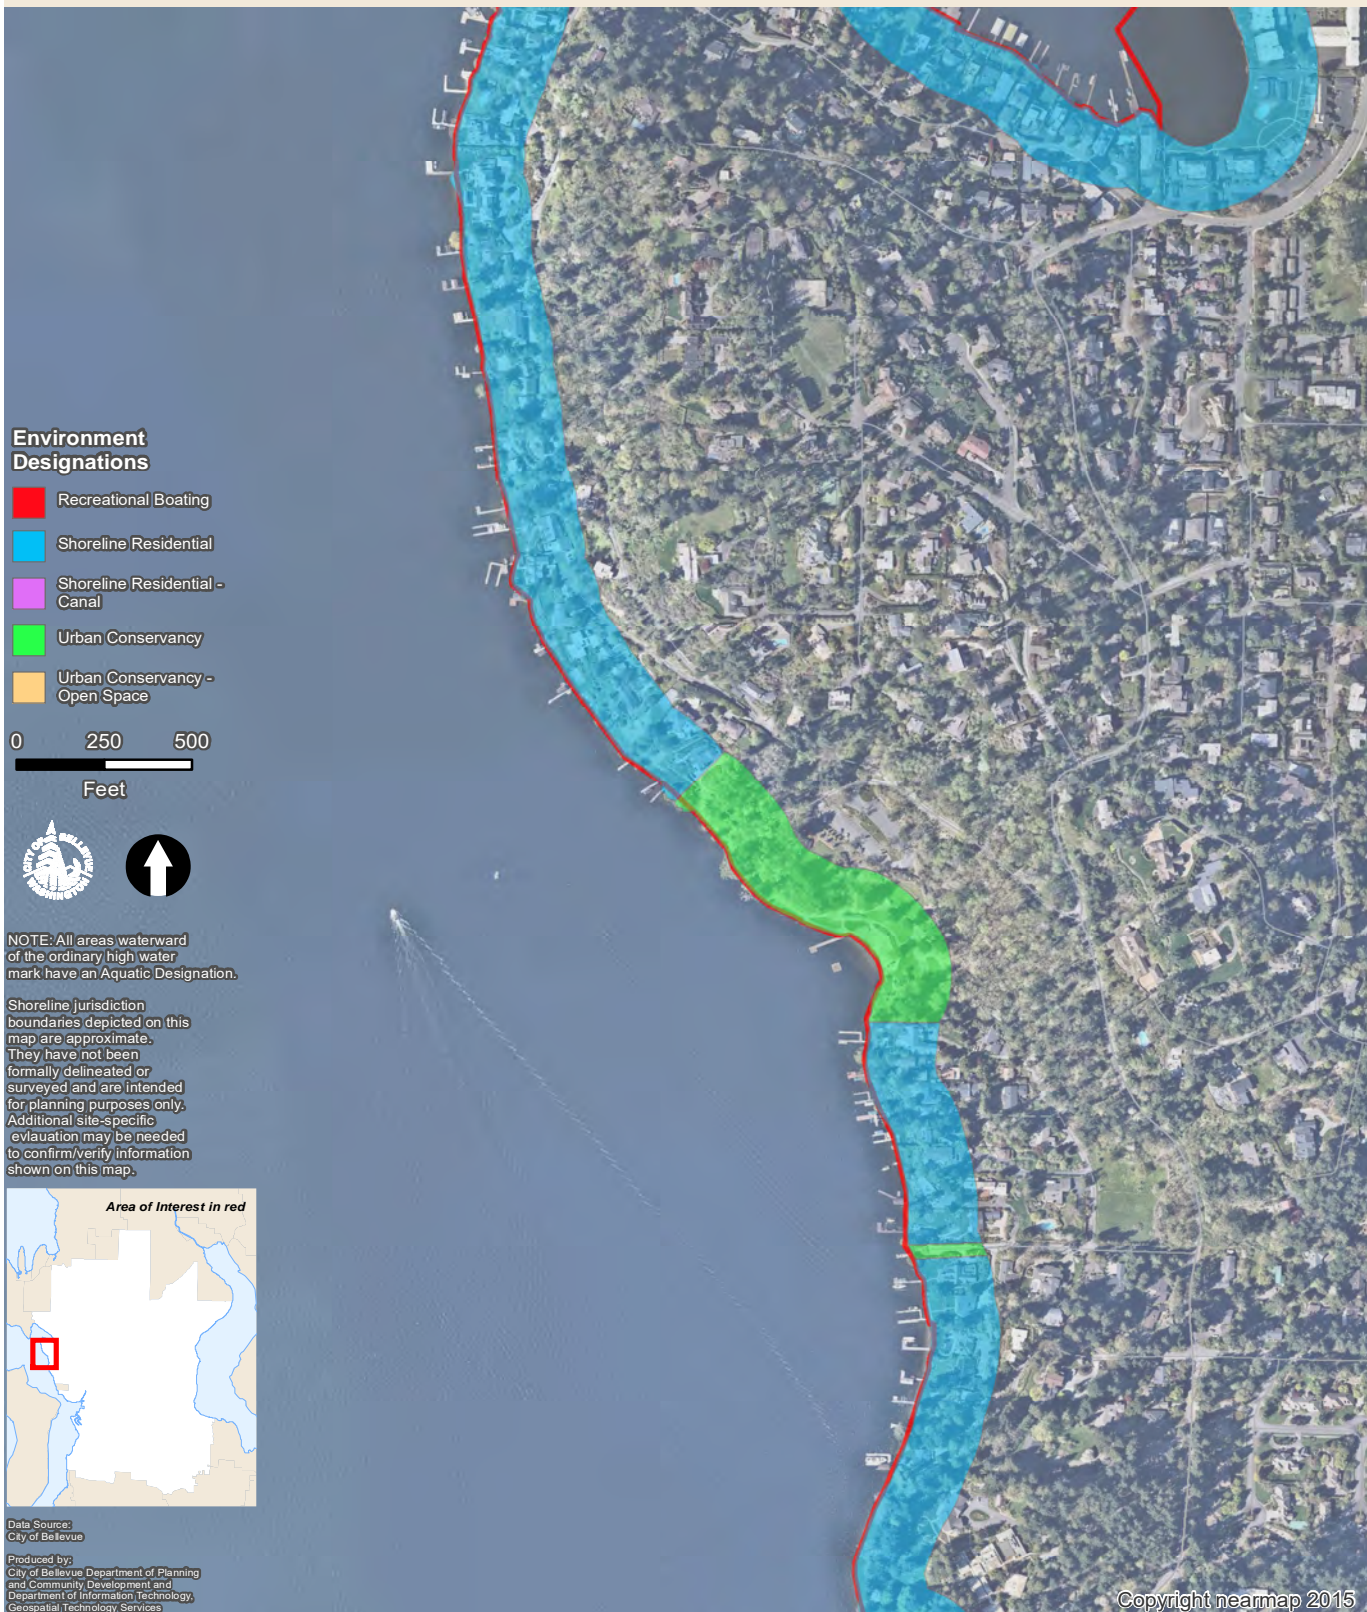 Environment
Designations
Recreational Boating
Shoreline Residential
Shoreline Residential -
Canal
Urban Conservancy
Urban Conservancy -
Open Space
0 250 500
Feet
CITY OF BELLEVUE
WASHINGTON
NOTE: All areas waterward
of the ordinary high water
mark have an Aquatic Designation.
Shoreline jurisdiction
boundaries depicted on this
map are approximate.
They have not been
formally delineated or
surveyed and are intended
for planning purposes only.
Additional site-specific
evlauation may be needed
to confirm/verify information
shown on this map.
Area of Interest in red
Data Source:
City of Bellevue
Produced by:
City of Bellevue Department of Planning
and Community Development and
Department of Information Technology,
Geospatial Technology Services
Copyright nearmap 2015